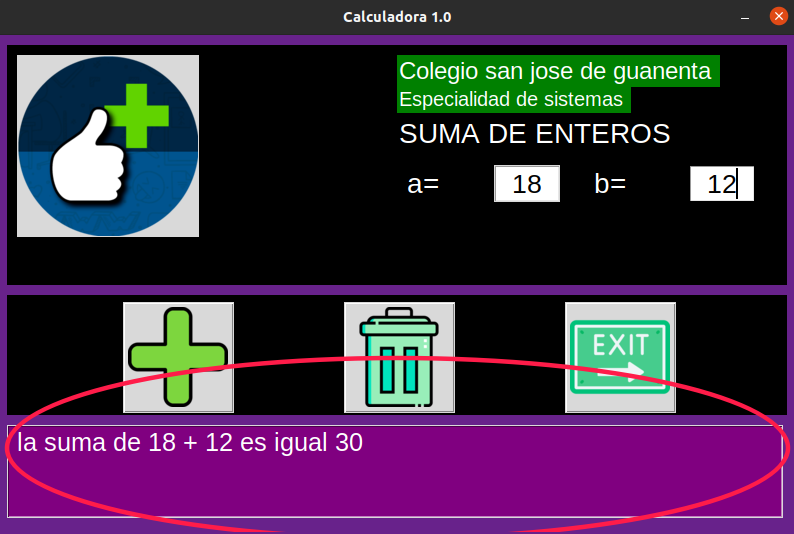 Calculadora 1.0
Colegio san jose de guanenta
Especialidad de sistemas
SUMA DE ENTEROS
a= 18 b= 12
EXIT
la suma de 18 + 12 es igual 30